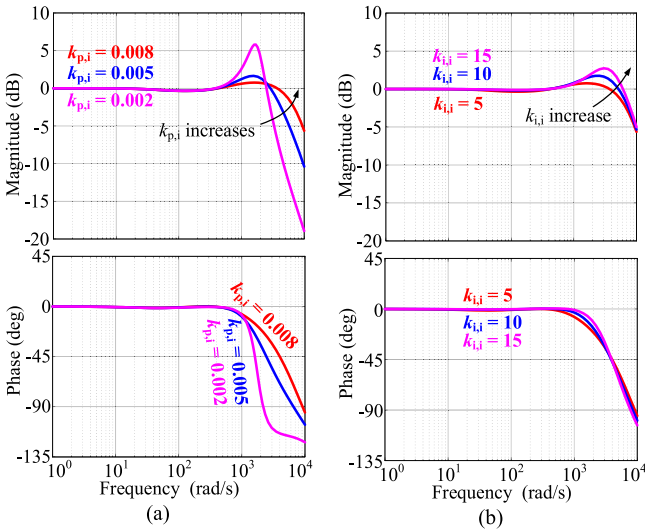 10
5
0
-5
-10
-15
20
Magnitude (dB)
kp,i = 0.008
kp,i = 0.005
kp,i = 0.002
kp,i increases
10
5
0
-5
-10
-15
-20
Magnitude (dB)
ki,i = 15
ki,i = 10
ki,i = 5
ki,i increase
45
0
-45
-90
-135
Phase (deg)
kp,i = 0.008
kp,i = 0.005
kp,i = 0.002
10^0
10^1
10^2
10^3
10^4
Frequency (rad/s)
(a)
45
0
-45
-90
-135
Phase (deg)
ki,i = 5
ki,i = 10
ki,i = 15
10^0
10^1
10^2
10^3
10^4
Frequency (rad/s)
(b)